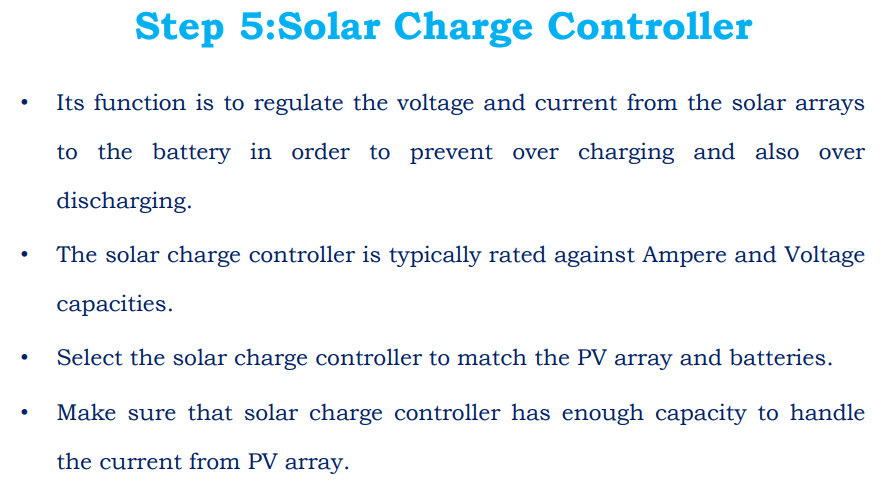 Step 5:Solar Charge Controller
• Its function is to regulate the voltage and current from the solar arrays
to the battery in order to prevent over charging and also over
discharging.
• The solar charge controller is typically rated against Ampere and Voltage
capacities.
• Select the solar charge controller to match the PV array and batteries.
• Make sure that solar charge controller has enough capacity to handle
the current from PV array.